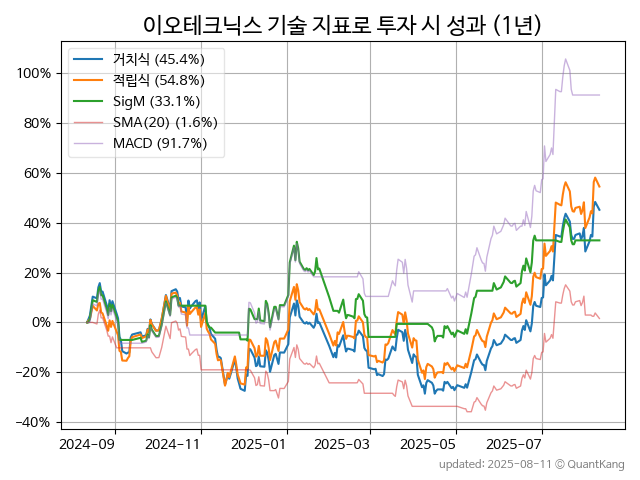 이오테크닉스 기술 지표로 투자 시 성과 (1년)
거치식 (45.4%)
적립식 (54.8%)
SigM (33.1%)
SMA(20) (1.6%)
MACD (91.7%)
100%
80%
60%
40%
20%
0%
−20%
−40%
2024−09
2024−11
2025−01
2025−03
2025−05
2025−07
updated: 2025-08-11 © QuantKang